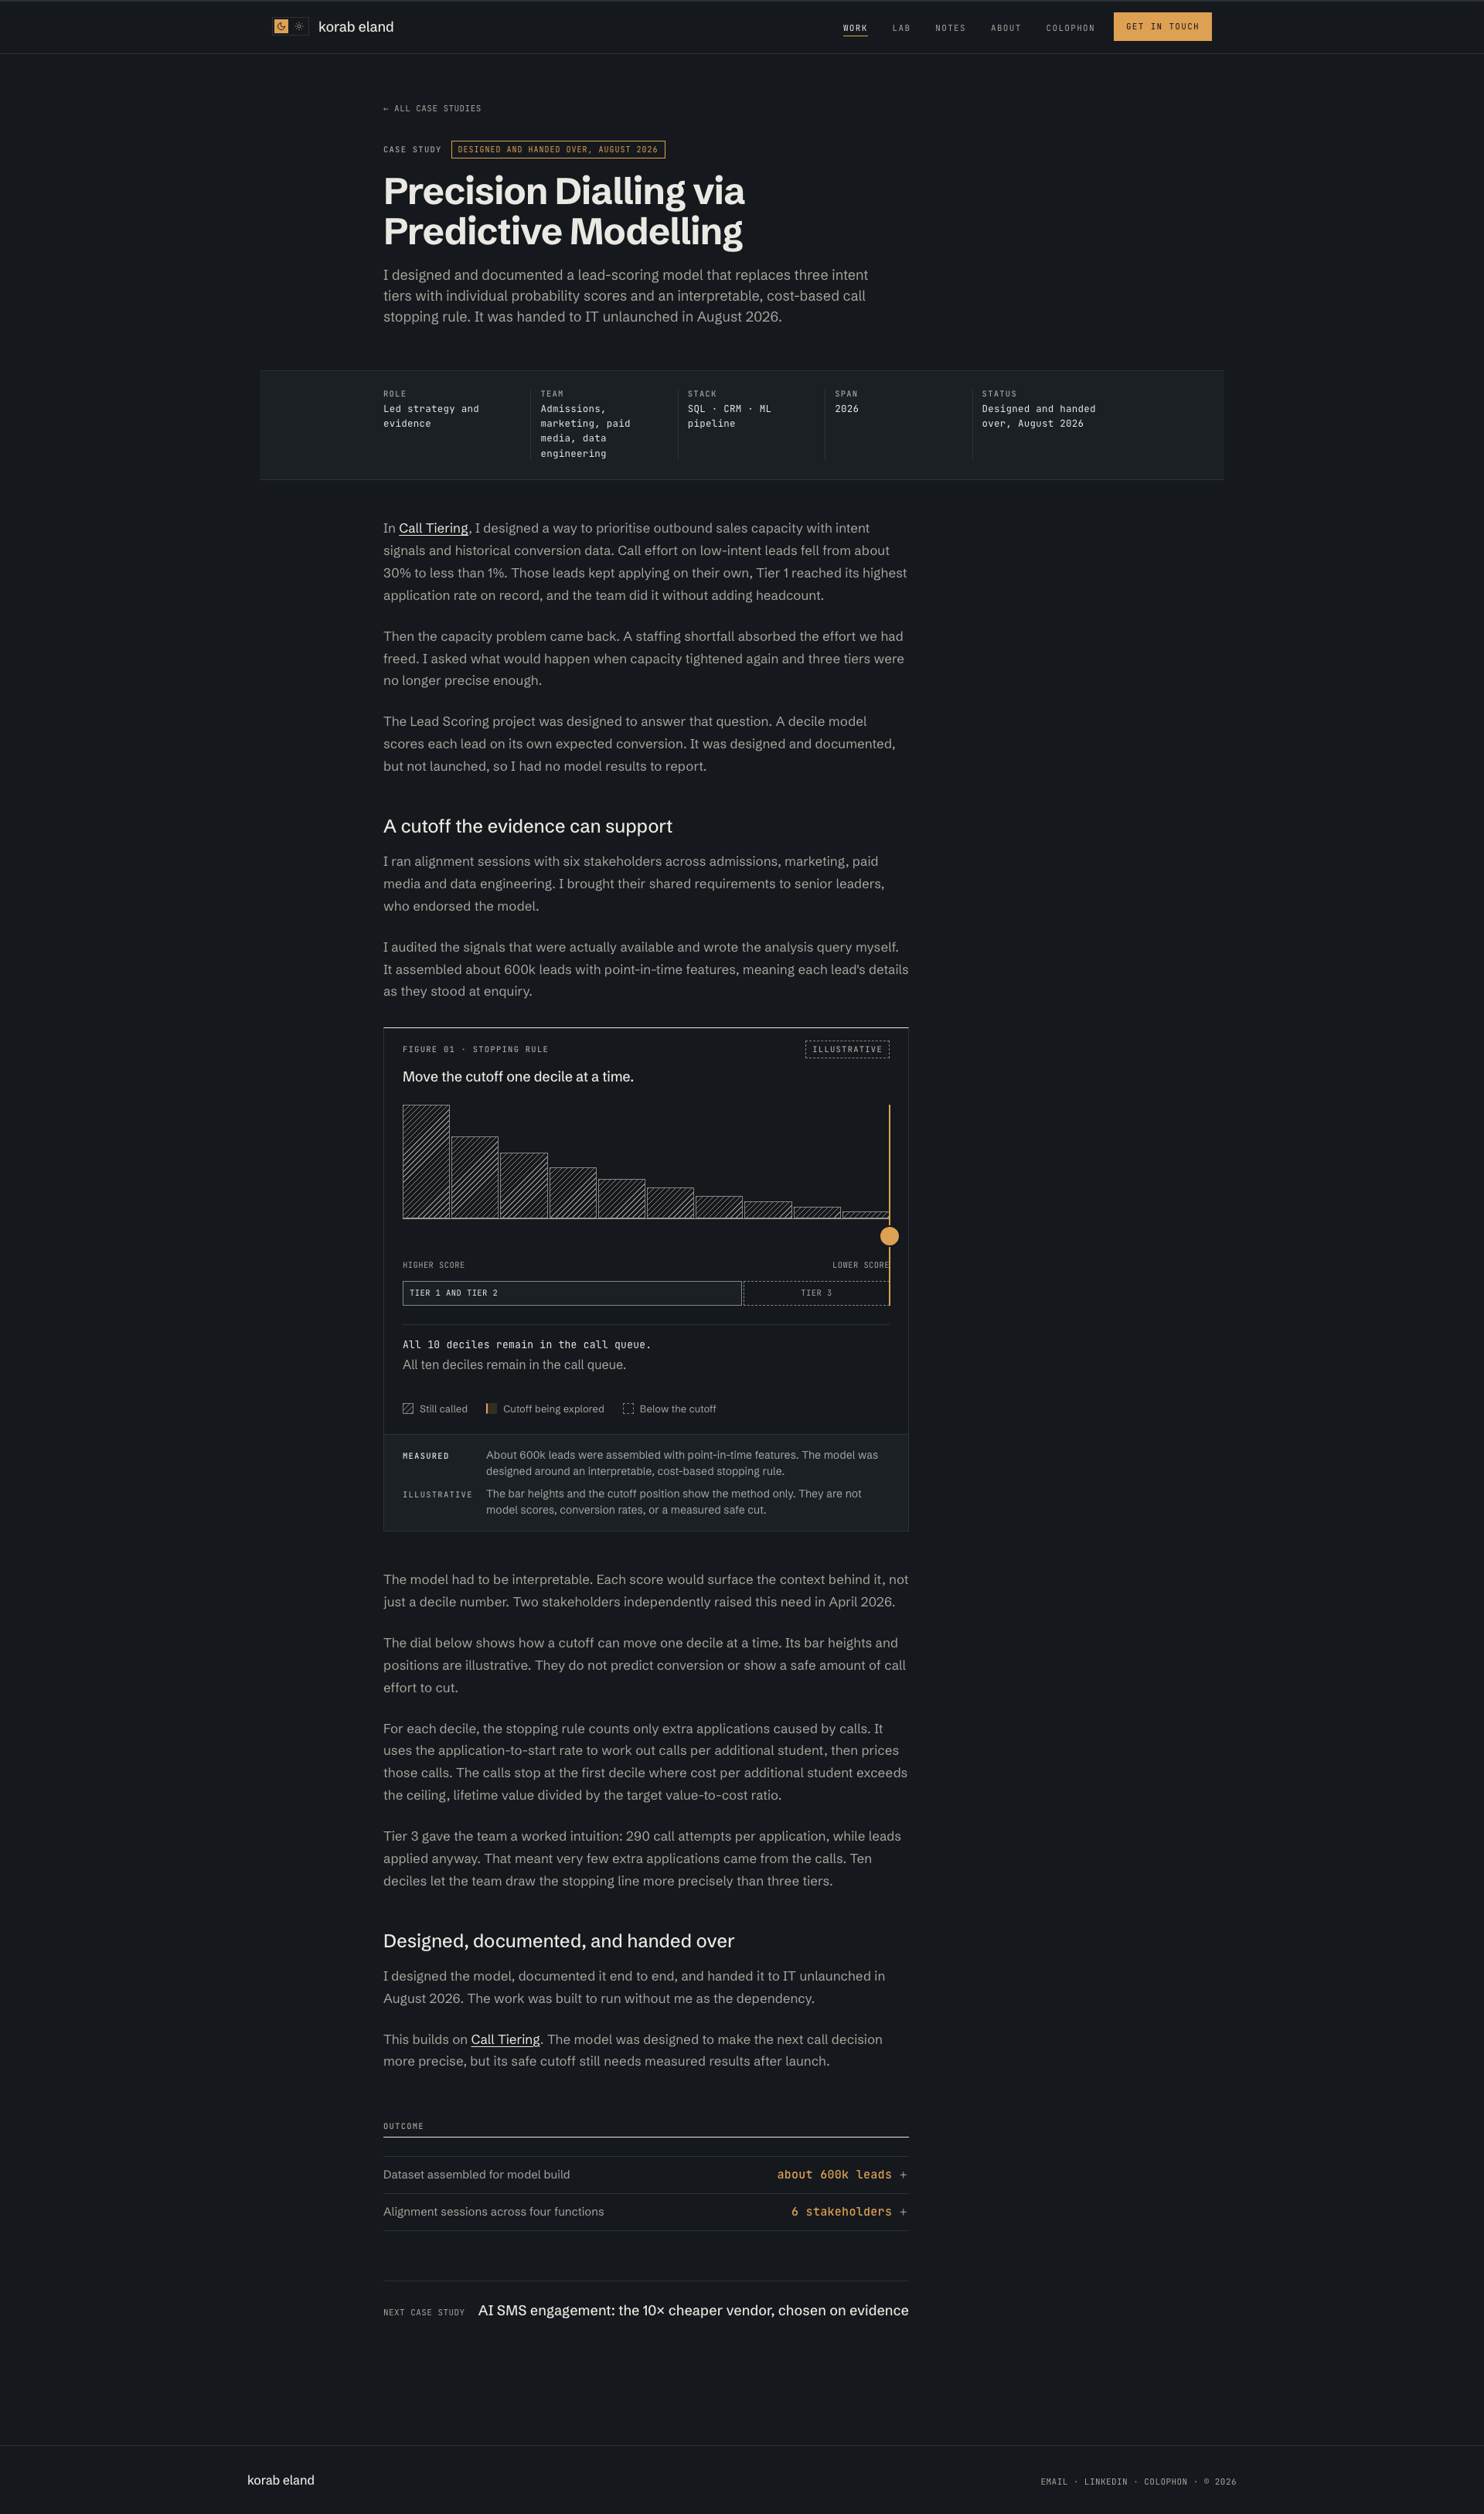 korab eland
WORK
LAB
NOTES
ABOUT
COLOPHON
GET IN TOUCH
← ALL CASE STUDIES
CASE STUDY
DESIGNED AND HANDED OVER, AUGUST 2026
Precision Dialling via
Predictive Modelling
I designed and documented a lead-scoring model that replaces three intent
tiers with individual probability scores and an interpretable, cost-based call
stopping rule. It was handed to IT unlaunched in August 2026.
ROLE
Led strategy and
evidence
TEAM
Admissions,
marketing, paid
media, data
engineering
STACK
SQL · CRM · ML
pipeline
SPAN
2026
STATUS
Designed and handed
over, August 2026
In Call Tiering, I designed a way to prioritise outbound sales capacity with intent
signals and historical conversion data. Call effort on low-intent leads fell from about
30% to less than 1%. Those leads kept applying on their own, Tier 1 reached its highest
application rate on record, and the team did it without adding headcount.
Then the capacity problem came back. A staffing shortfall absorbed the effort we had
freed. I asked what would happen when capacity tightened again and three tiers were
no longer precise enough.
The Lead Scoring project was designed to answer that question. A decile model
scores each lead on its own expected conversion. It was designed and documented,
but not launched, so I had no model results to report.
A cutoff the evidence can support
I ran alignment sessions with six stakeholders across admissions, marketing, paid
media and data engineering. I brought their shared requirements to senior leaders,
who endorsed the model.
I audited the signals that were actually available and wrote the analysis query myself.
It assembled about 600k leads with point-in-time features, meaning each lead's details
as they stood at enquiry.
FIGURE 01 · STOPPING RULE
ILLUSTRATIVE
Move the cutoff one decile at a time.
HIGHER SCORE
LOWER SCORE
TIER 1 AND TIER 2
TIER 3
All 10 deciles remain in the call queue.
All ten deciles remain in the call queue.
Still called
Cutoff being explored
Below the cutoff
MEASURED
About 600k leads were assembled with point-in-time features. The model was
designed around an interpretable, cost-based stopping rule.
ILLUSTRATIVE
The bar heights and the cutoff position show the method only. They are not
model scores, conversion rates, or a measured safe cut.
The model had to be interpretable. Each score would surface the context behind it, not
just a decile number. Two stakeholders independently raised this need in April 2026.
The dial below shows how a cutoff can move one decile at a time. Its bar heights and
positions are illustrative. They do not predict conversion or show a safe amount of call
effort to cut.
For each decile, the stopping rule counts only extra applications caused by calls. It
uses the application-to-start rate to work out calls per additional student, then prices
those calls. The calls stop at the first decile where cost per additional student exceeds
the ceiling, lifetime value divided by the target value-to-cost ratio.
Tier 3 gave the team a worked intuition: 290 call attempts per application, while leads
applied anyway. That meant very few extra applications came from the calls. Ten
deciles let the team draw the stopping line more precisely than three tiers.
Designed, documented, and handed over
I designed the model, documented it end to end, and handed it to IT unlaunched in
August 2026. The work was built to run without me as the dependency.
This builds on Call Tiering. The model was designed to make the next call decision
more precise, but its safe cutoff still needs measured results after launch.
OUTCOME
Dataset assembled for model build
about 600k leads +
Alignment sessions across four functions
6 stakeholders +
NEXT CASE STUDY
AI SMS engagement: the 10× cheaper vendor, chosen on evidence
korab eland
EMAIL · LINKEDIN · COLOPHON · © 2026